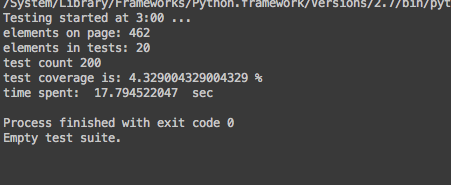 /System/Library/Frameworks/Python.framework/Versions/2.7/bin/pyt
Testing started at 3:00 ...
elements on page: 462
elements in tests: 20
test count 200
test coverage is: 4.329004329004329 %
time spent:  17.794522047  sec

Process finished with exit code 0
Empty test suite.